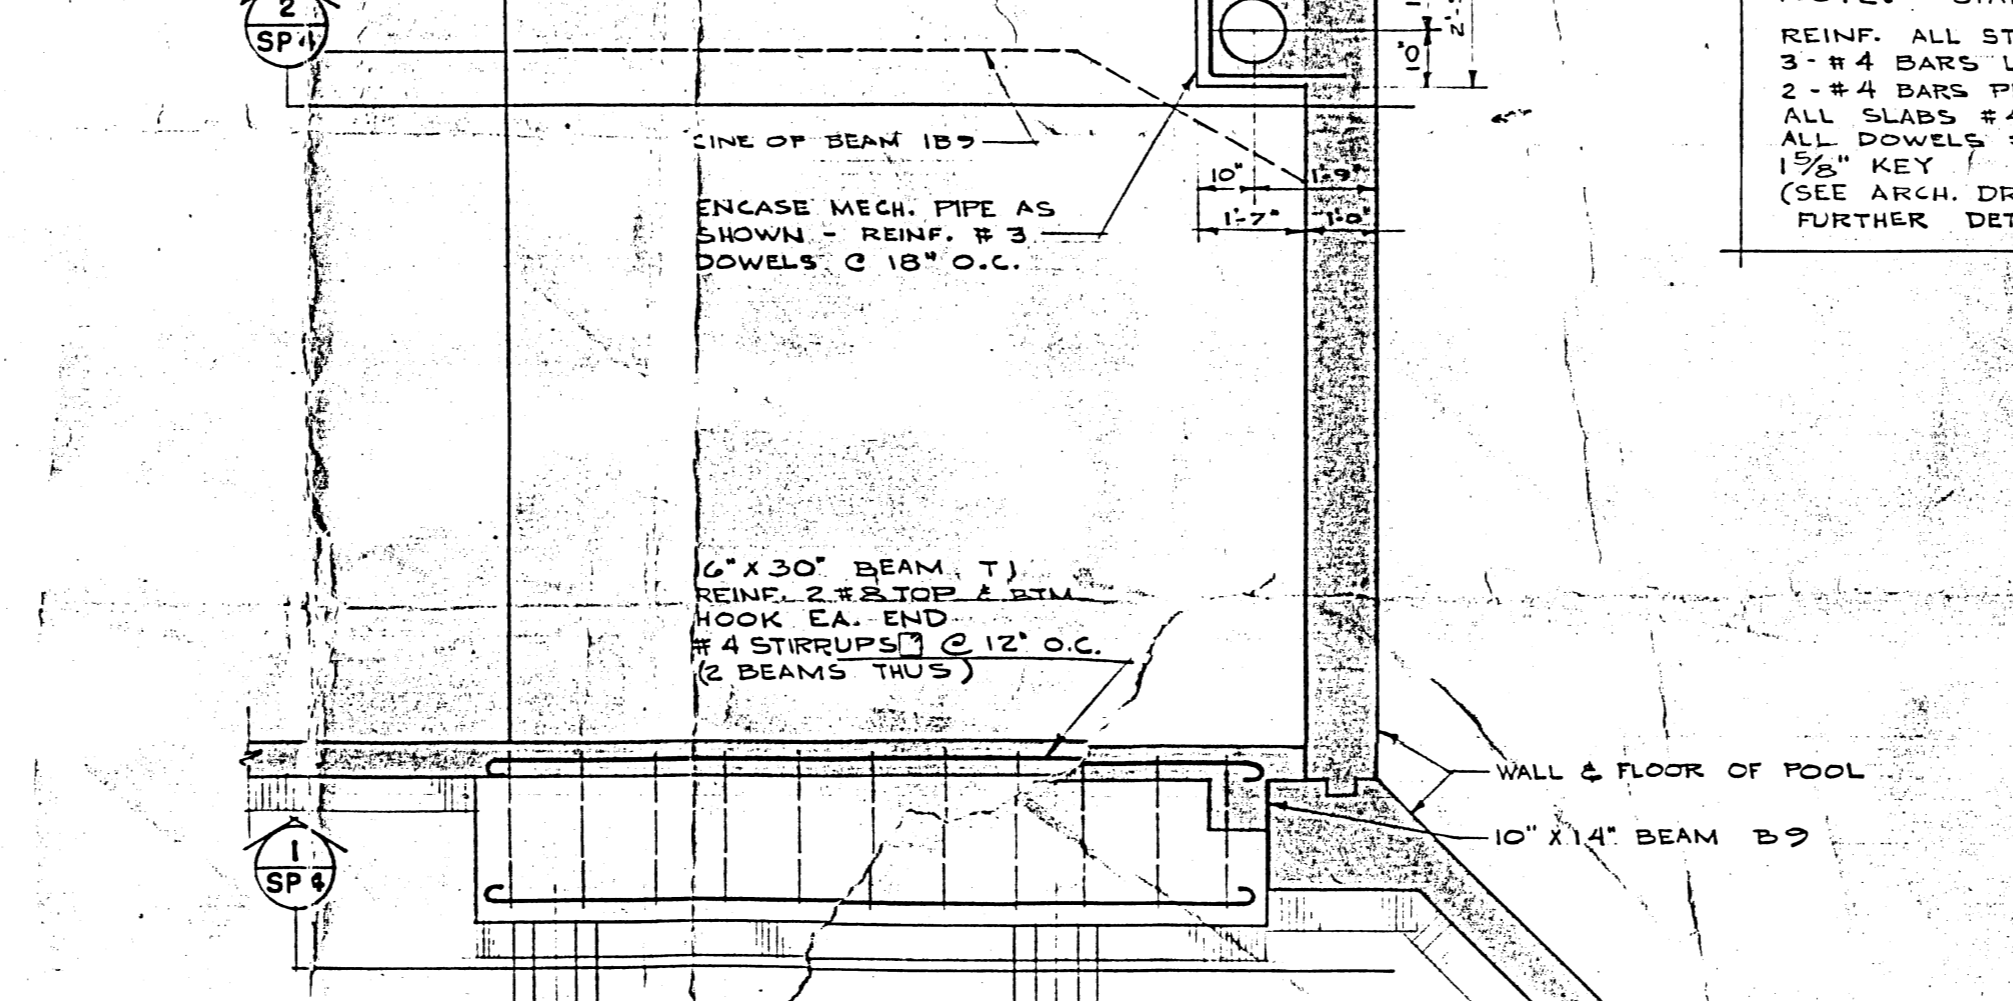 2
SP 4
LINE OF BEAM 1B9
ENCASE MECH. PIPE AS
SHOWN - REINF. # 3
DOWELS @ 18" O.C.
10"
1'-9"
1'-7"
1'-0"
REINF. ALL
3 - # 4 BARS
2 - # 4 BARS
ALL SLABS #
ALL DOWELS
1 5/8" KEY
(SEE ARCH.
FURTHER
16" X 30" BEAM T1
REINF. 2 # 8 TOP & BTM
HOOK EA. END
# 4 STIRRUPS @ 12" O.C.
(2 BEAMS THUS)
WALL & FLOOR OF POOL
10" X 14" BEAM B9
1
SP 4